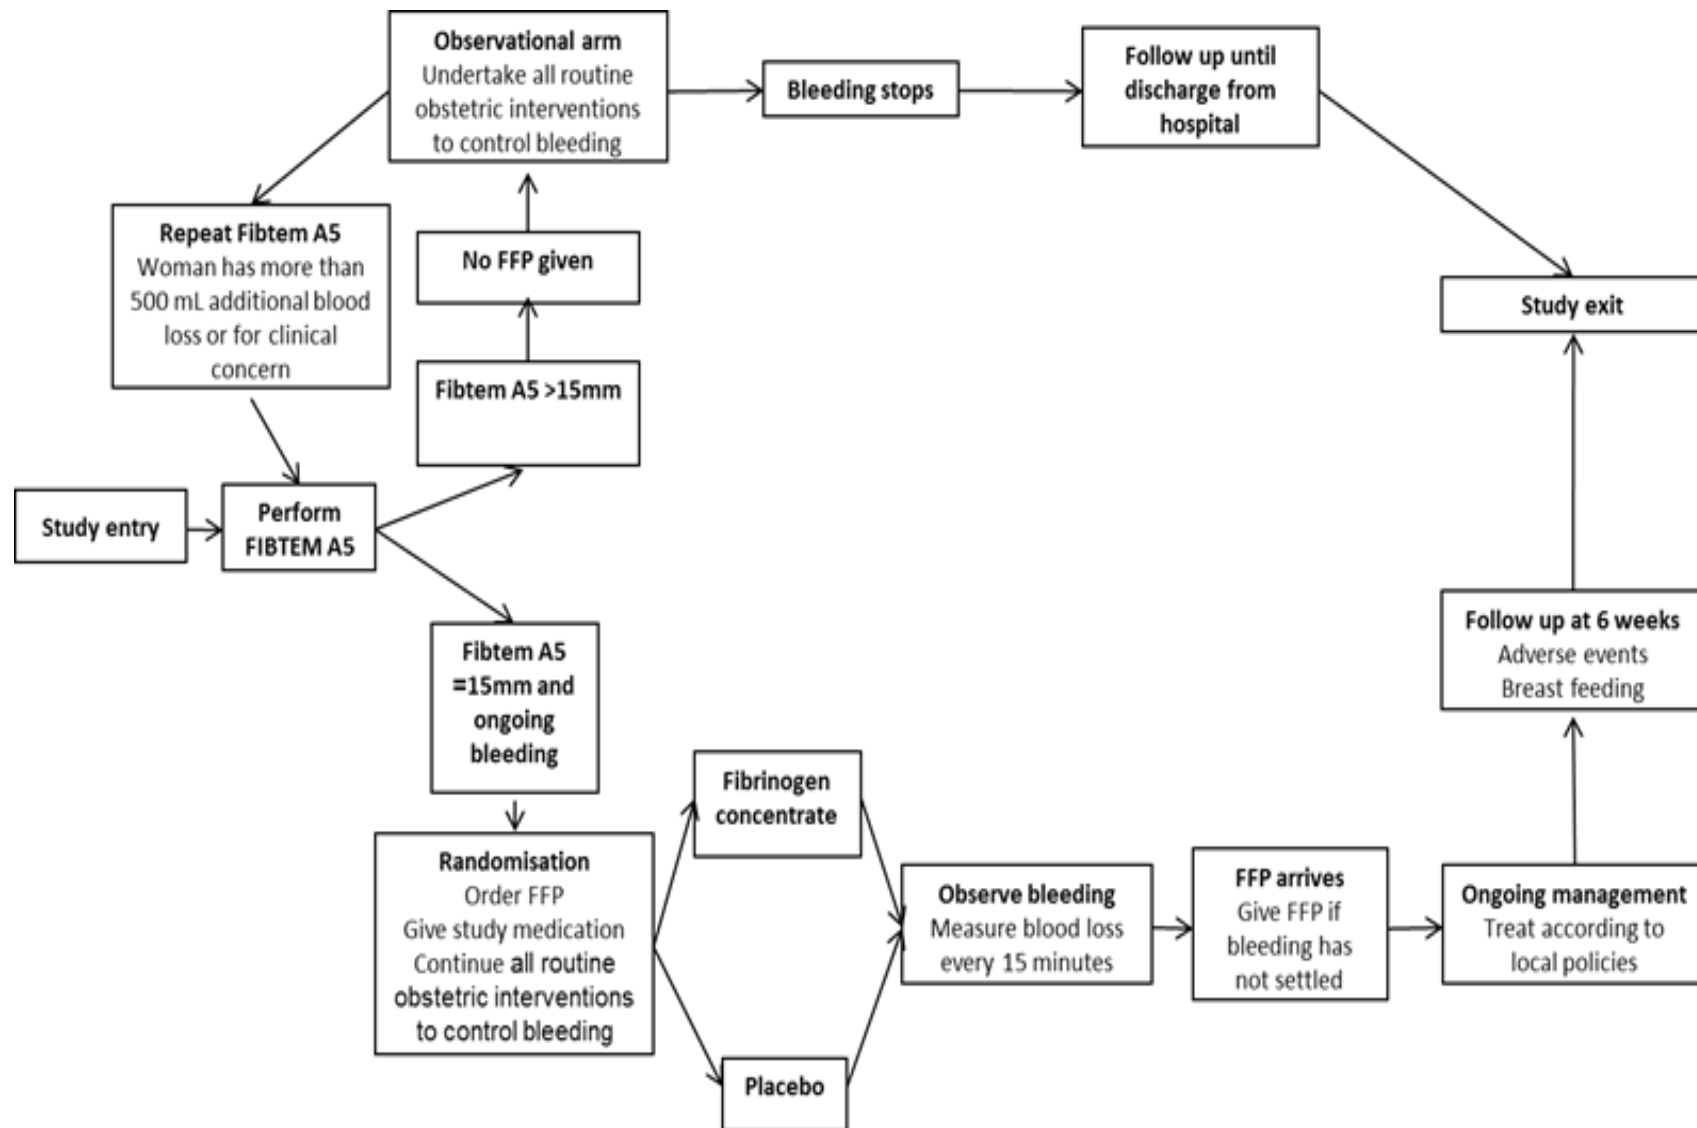 Observational arm
Undertake all routine
obstetric interventions
to control bleeding
Bleeding stops
Follow up until
discharge from
hospital
Repeat Fibtem A5
Woman has more than
500 mL additional blood
loss or for clinical
concern
No FFP given
Study exit
Fibtem A5 >15mm
Study entry
Perform
FIBTEM A5
Fibtem A5
=15mm and
ongoing
bleeding
Follow up at 6 weeks
Adverse events
Breast feeding
Fibrinogen
concentrate
Randomisation
Order FFP
Give study medication
Continue all routine
obstetric interventions
to control bleeding
Observe bleeding
Measure blood loss
every 15 minutes
FFP arrives
Give FFP if
bleeding has
not settled
Ongoing management
Treat according to
local policies
Placebo